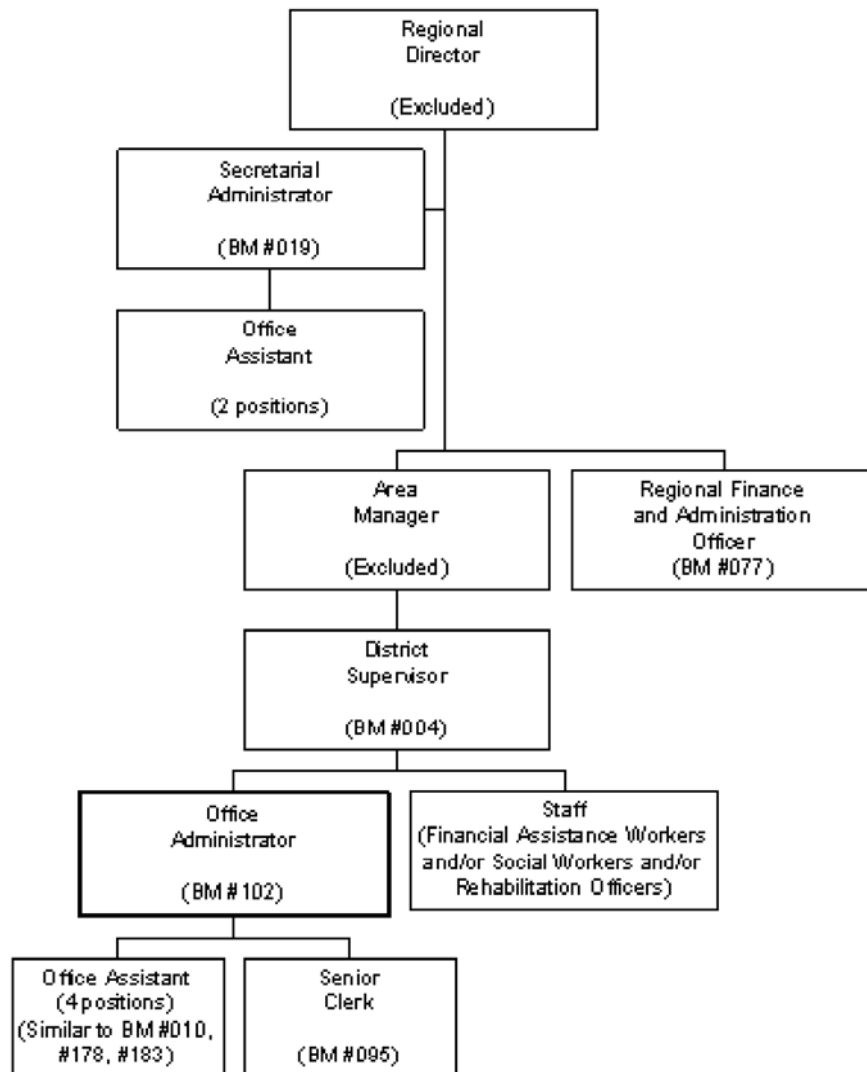 Regional
Director
(Excluded)
Secretarial
Administrator
(BM #019)
Office
Assistant
(2 positions)
Area
Manager
(Excluded)
Regional Finance
and Administration
Officer
(BM #077)
District
Supervisor
(BM #004)
Office
Administrator
(BM #102)
Staff
(Financial Assistance Workers
and/or Social Workers and/or
Rehabilitation Officers)
Office Assistant
(4 positions)
(Similar to BM #010,
#178, #183)
Senior
Clerk
(BM #095)